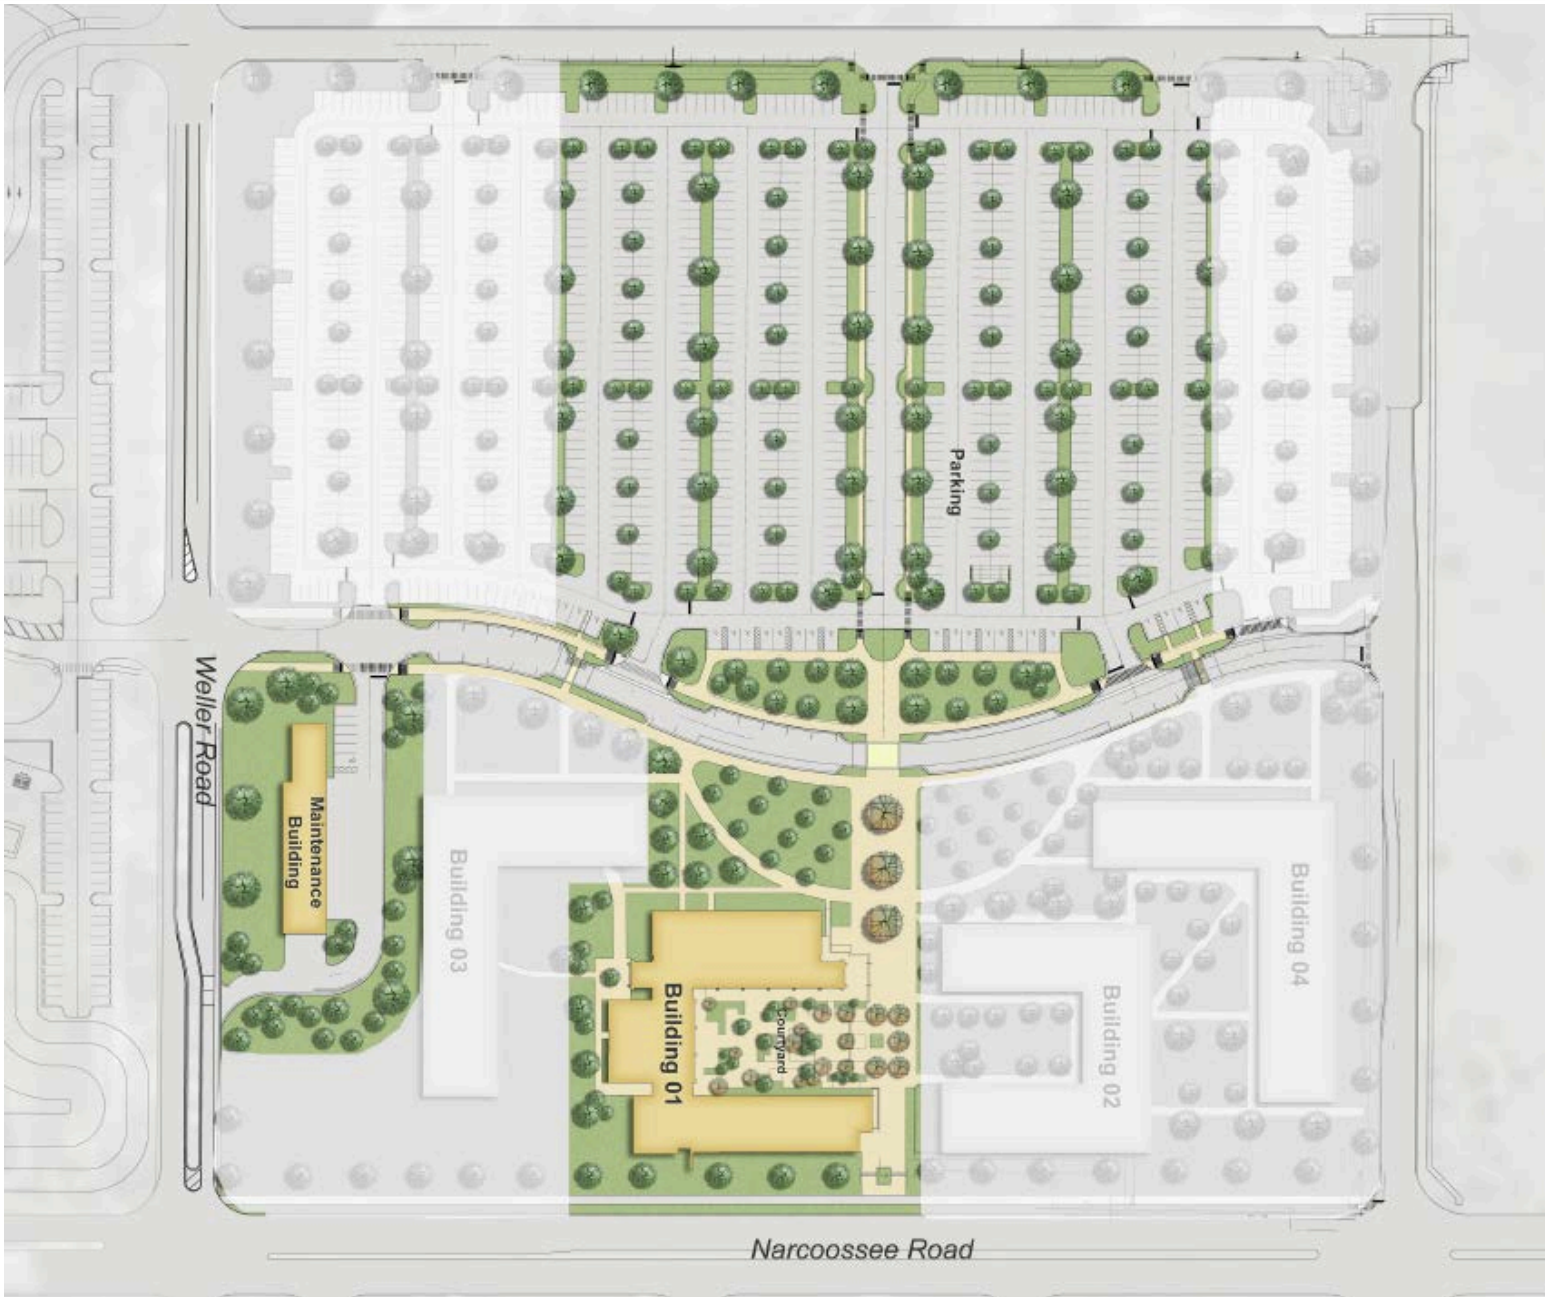 Parking
Weller Road
Maintenance
Building
Building 03
Building 01
Courtyard
Building 02
Building 04
Narcoossee Road